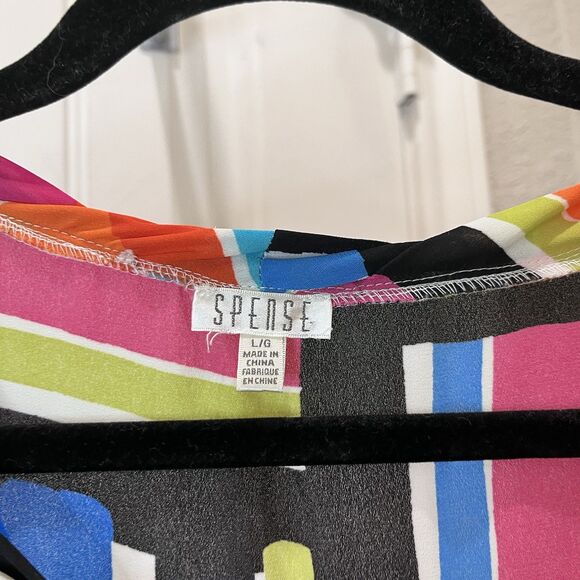 SPENSE
L/G
MADE IN
CHINA
FABRIQUE
EN CHINE